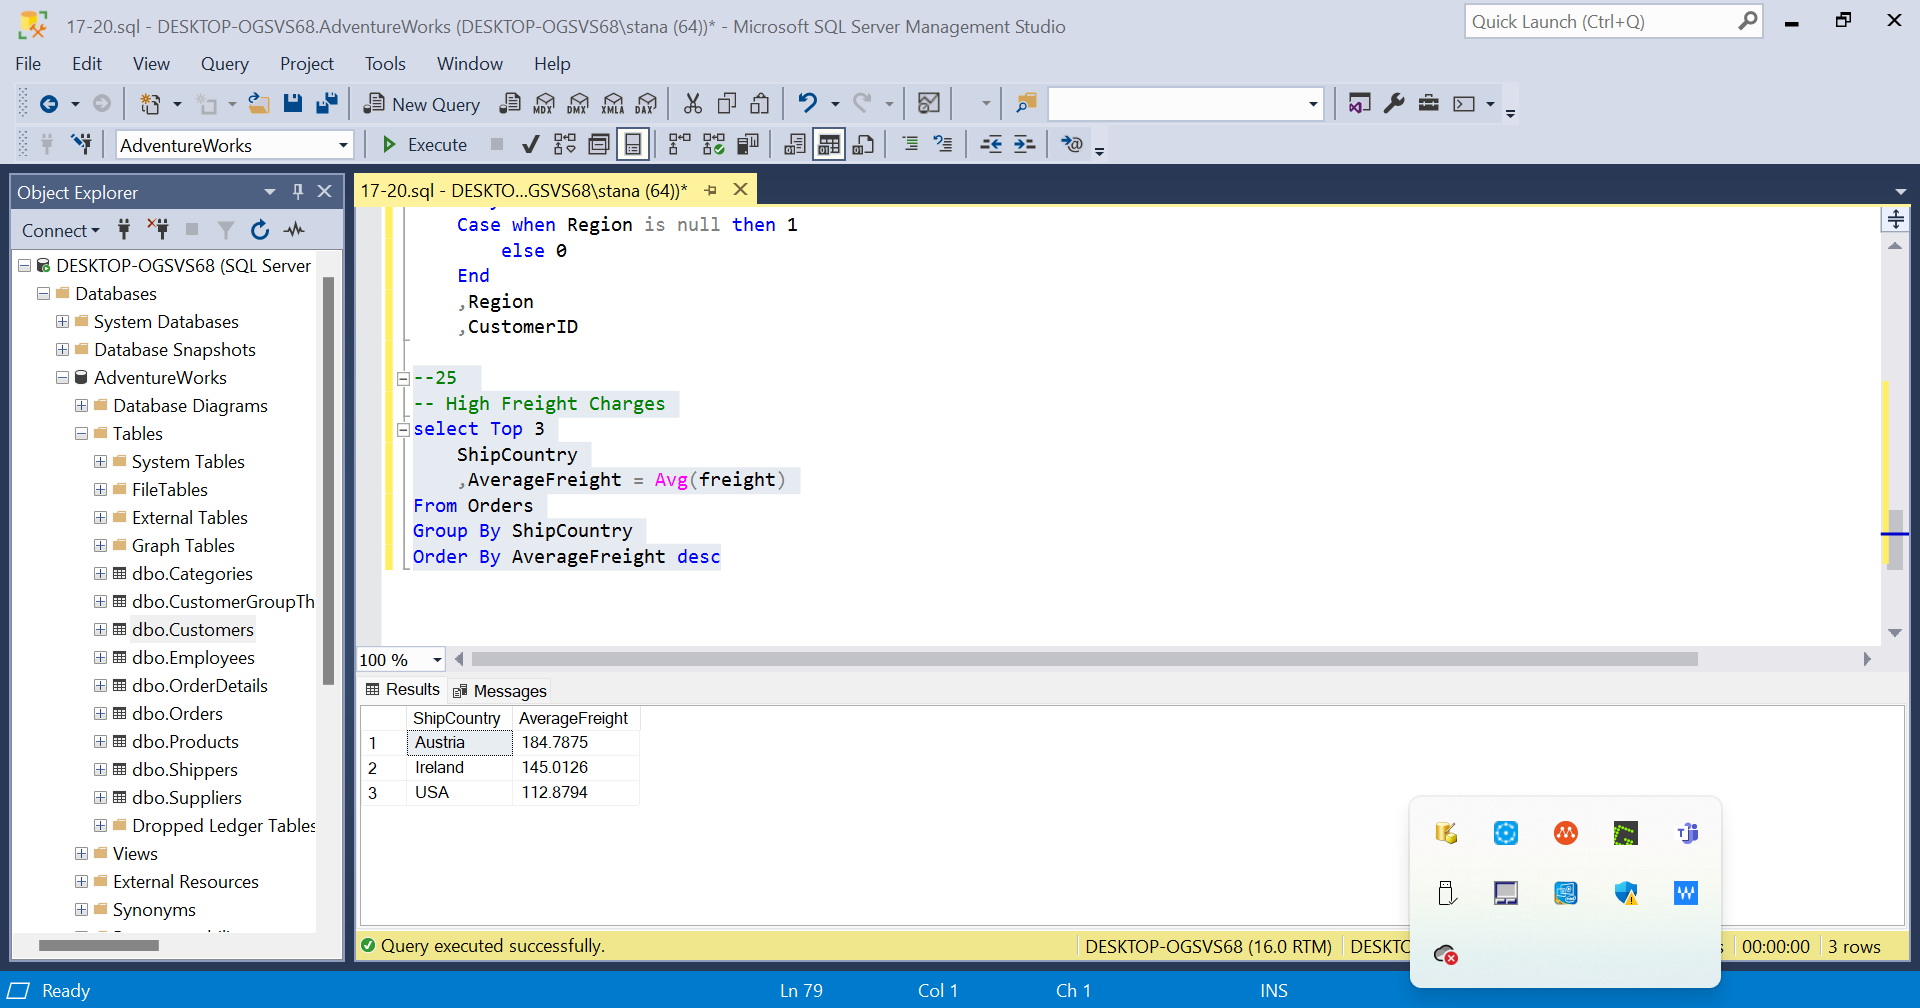 17-20.sql - DESKTOP-OGSVS68.AdventureWorks (DESKTOP-OGSVS68\stana (64))* - Microsoft SQL Server Management Studio
Quick Launch (Ctrl+Q)
File Edit View Query Project Tools Window Help
New Query MDX DMX XMLA DAX
AdventureWorks
Execute
Object Explorer
Connect
DESKTOP-OGSVS68 (SQL Server
Databases
System Databases
Database Snapshots
AdventureWorks
Database Diagrams
Tables
System Tables
FileTables
External Tables
Graph Tables
dbo.Categories
dbo.CustomerGroupTh
dbo.Customers
dbo.Employees
dbo.OrderDetails
dbo.Orders
dbo.Products
dbo.Shippers
dbo.Suppliers
Dropped Ledger Tables
Views
External Resources
Synonyms
17-20.sql - DESKTO...GSVS68\stana (64))*
Case when Region is null then 1
else 0
End
,Region
,CustomerID
--25
-- High Freight Charges
select Top 3
ShipCountry
,AverageFreight = Avg(freight)
From Orders
Group By ShipCountry
Order By AverageFreight desc
100 %
Results Messages
ShipCountry AverageFreight
1 Austria 184.7875
2 Ireland 145.0126
3 USA 112.8794
Query executed successfully.
DESKTOP-OGSVS68 (16.0 RTM) DESKTO
00:00:00 3 rows
Ready
Ln 79 Col 1 Ch 1 INS